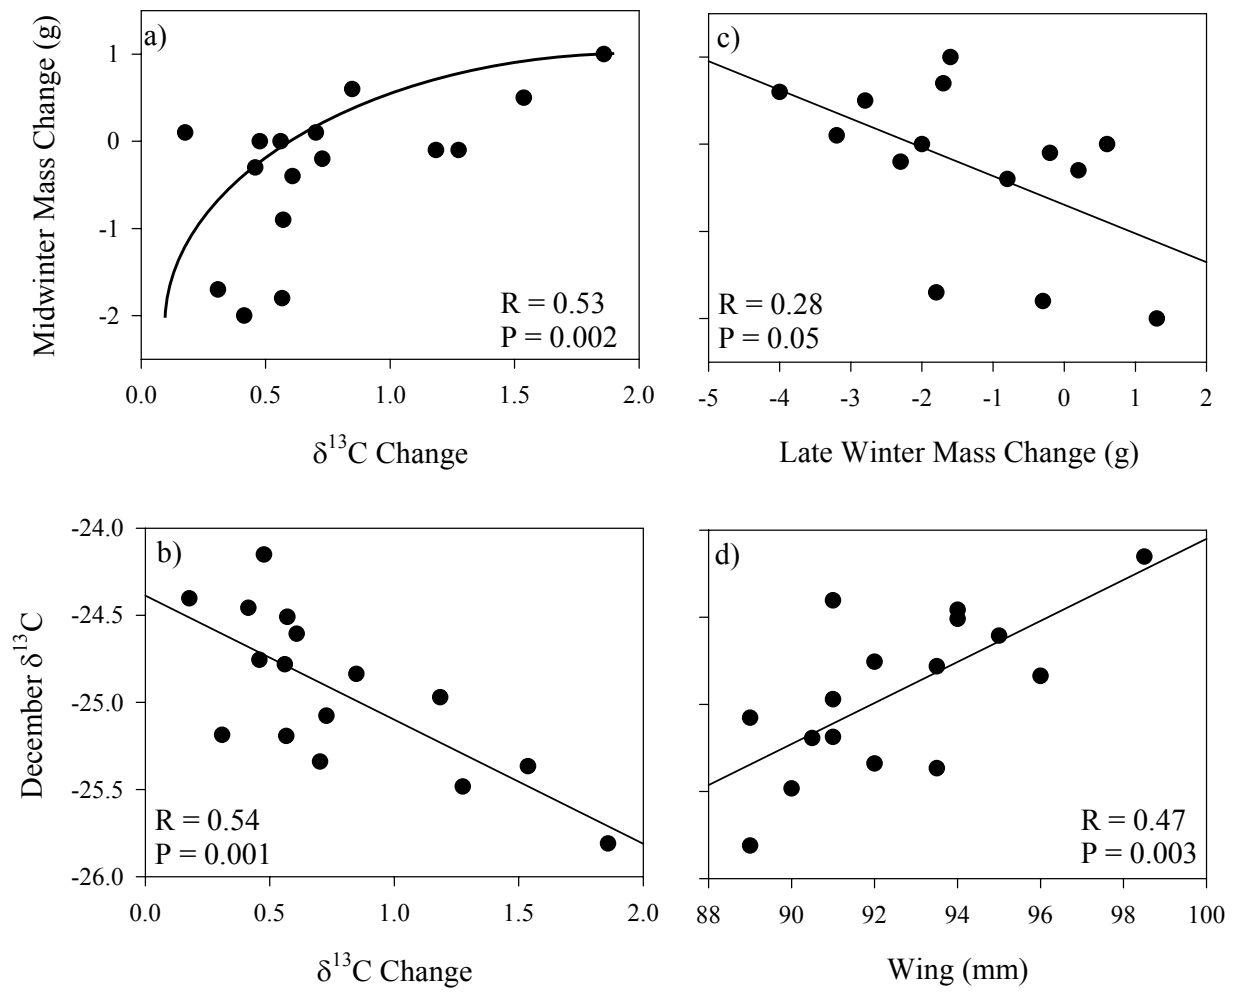 a)
Midwinter Mass Change (g)
1
0
-1
-2
R = 0.53
P = 0.002
0.0 0.5 1.0 1.5 2.0
δ13C Change
c)
R = 0.28
P = 0.05
-5 -4 -3 -2 -1 0 1 2
Late Winter Mass Change (g)
b)
December δ13C
-24.0
-24.5
-25.0
-25.5
-26.0
R = 0.54
P = 0.001
0.0 0.5 1.0 1.5 2.0
δ13C Change
d)
R = 0.47
P = 0.003
88 90 92 94 96 98 100
Wing (mm)